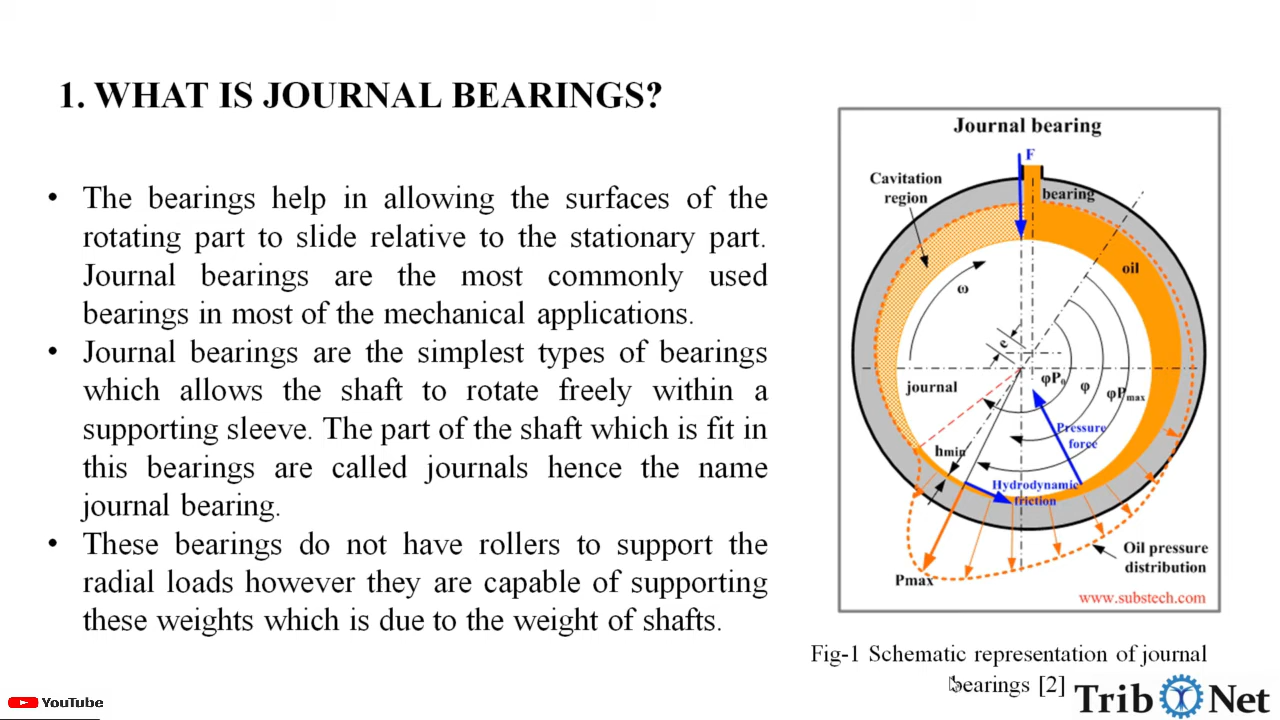 1. WHAT IS JOURNAL BEARINGS?
• The bearings help in allowing the surfaces of the
rotating part to slide relative to the stationary part.
Journal bearings are the most commonly used
bearings in most of the mechanical applications.
• Journal bearings are the simplest types of bearings
which allows the shaft to rotate freely within a
supporting sleeve. The part of the shaft which is fit in
this bearings are called journals hence the name
journal bearing.
• These bearings do not have rollers to support the
radial loads however they are capable of supporting
these weights which is due to the weight of shafts.
Journal bearing
F
Cavitation
region
bearing
oil
ω
e
journal
φP₀
φ
φPmax
Pressure
force
hmin
Hydrodynamic
friction
Oil pressure
distribution
Pmax
www.substech.com
Fig-1 Schematic representation of journal
bearings [2]
YouTube
Trib Net